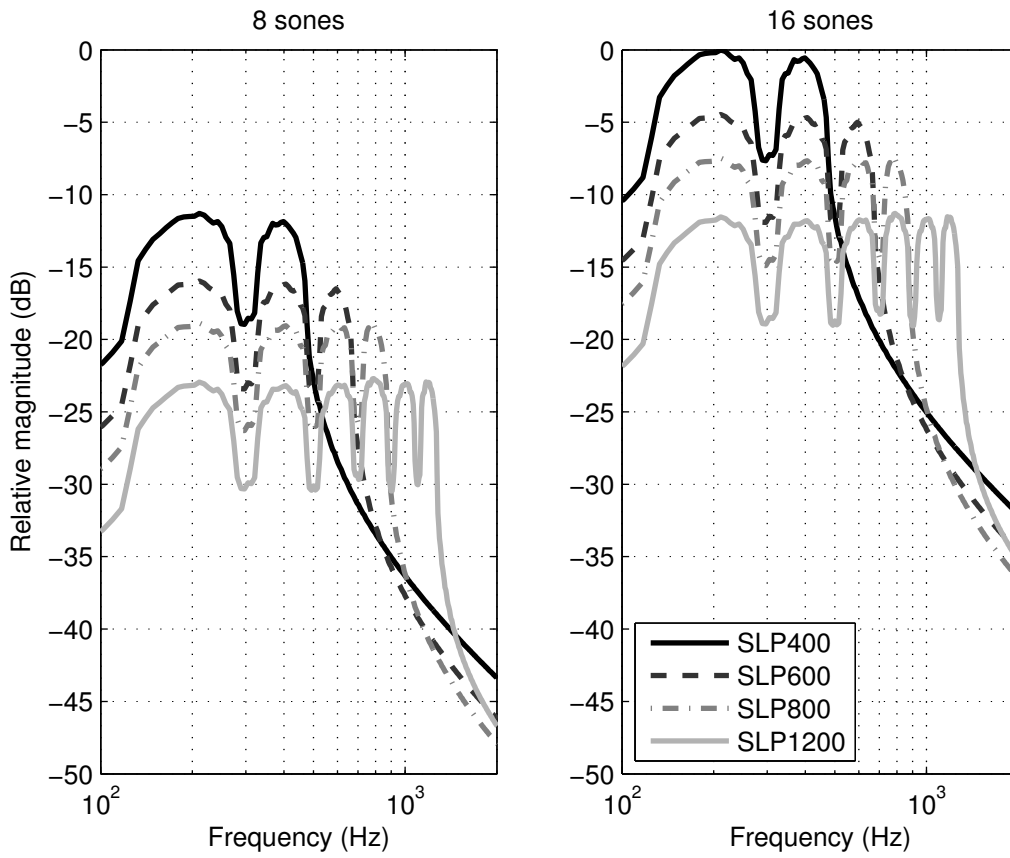 8 sones
16 sones
Relative magnitude (dB)
0
−5
−10
−15
−20
−25
−30
−35
−40
−45
−50
10² 10³
Frequency (Hz)
0
−5
−10
−15
−20
−25
−30
−35
−40
−45
−50
SLP400
SLP600
SLP800
SLP1200
10² 10³
Frequency (Hz)